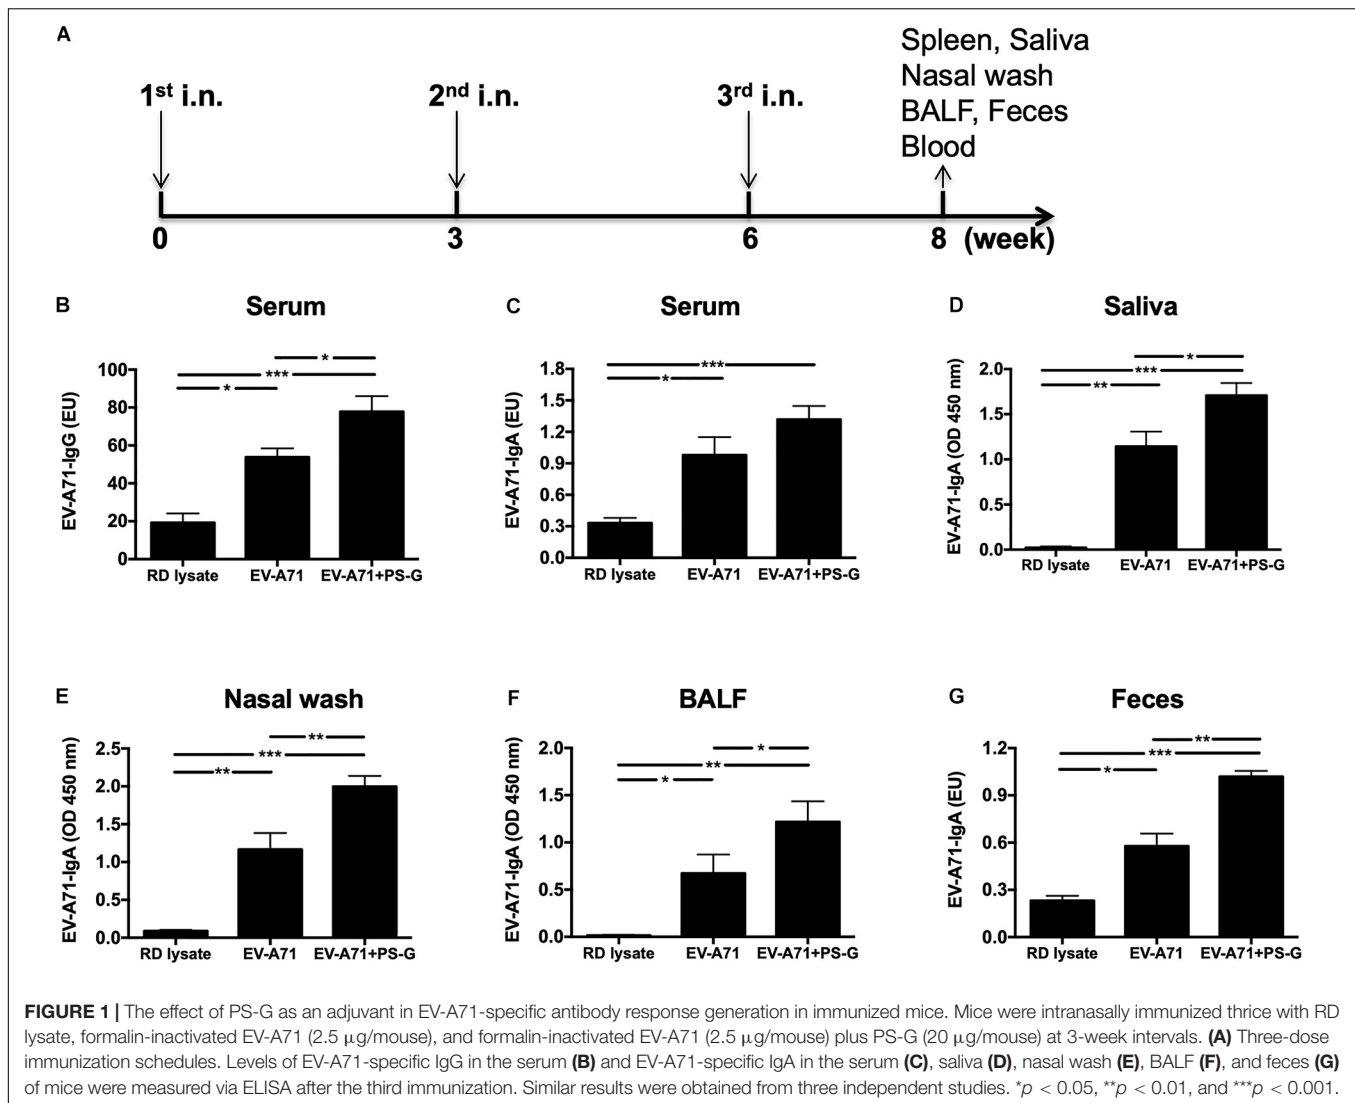 A
1st i.n.
2nd i.n.
3rd i.n.
Spleen, Saliva
Nasal wash
BALF, Feces
Blood
0
3
6
8
(week)
B
Serum
EV-A71-IgG (EU)
100
80
60
40
20
0
*
***
*
RD lysate
EV-A71
EV-A71+PS-G
C
Serum
EV-A71-IgA (EU)
1.8
1.5
1.2
0.9
0.6
0.3
0.0
***
*
RD lysate
EV-A71
EV-A71+PS-G
D
Saliva
EV-A71-IgA (OD 450 nm)
2.0
1.5
1.0
0.5
0.0
*
***
**
RD lysate
EV-A71
EV-A71+PS-G
E
Nasal wash
EV-A71-IgA (OD 450 nm)
2.5
2.0
1.5
1.0
0.5
0.0
**
***
**
RD lysate
EV-A71
EV-A71+PS-G
F
BALF
EV-A71-IgA (OD 450 nm)
2.0
1.5
1.0
0.5
0.0
*
**
*
RD lysate
EV-A71
EV-A71+PS-G
G
Feces
EV-A71-IgA (EU)
1.2
0.9
0.6
0.3
0.0
**
***
*
RD lysate
EV-A71
EV-A71+PS-G
FIGURE 1 | The effect of PS-G as an adjuvant in EV-A71-specific antibody response generation in immunized mice. Mice were intranasally immunized thrice with RD
lysate, formalin-inactivated EV-A71 (2.5 μg/mouse), and formalin-inactivated EV-A71 (2.5 μg/mouse) plus PS-G (20 μg/mouse) at 3-week intervals. (A) Three-dose
immunization schedules. Levels of EV-A71-specific IgG in the serum (B) and EV-A71-specific IgA in the serum (C), saliva (D), nasal wash (E), BALF (F), and feces (G)
of mice were measured via ELISA after the third immunization. Similar results were obtained from three independent studies. *p < 0.05, **p < 0.01, and ***p < 0.001.